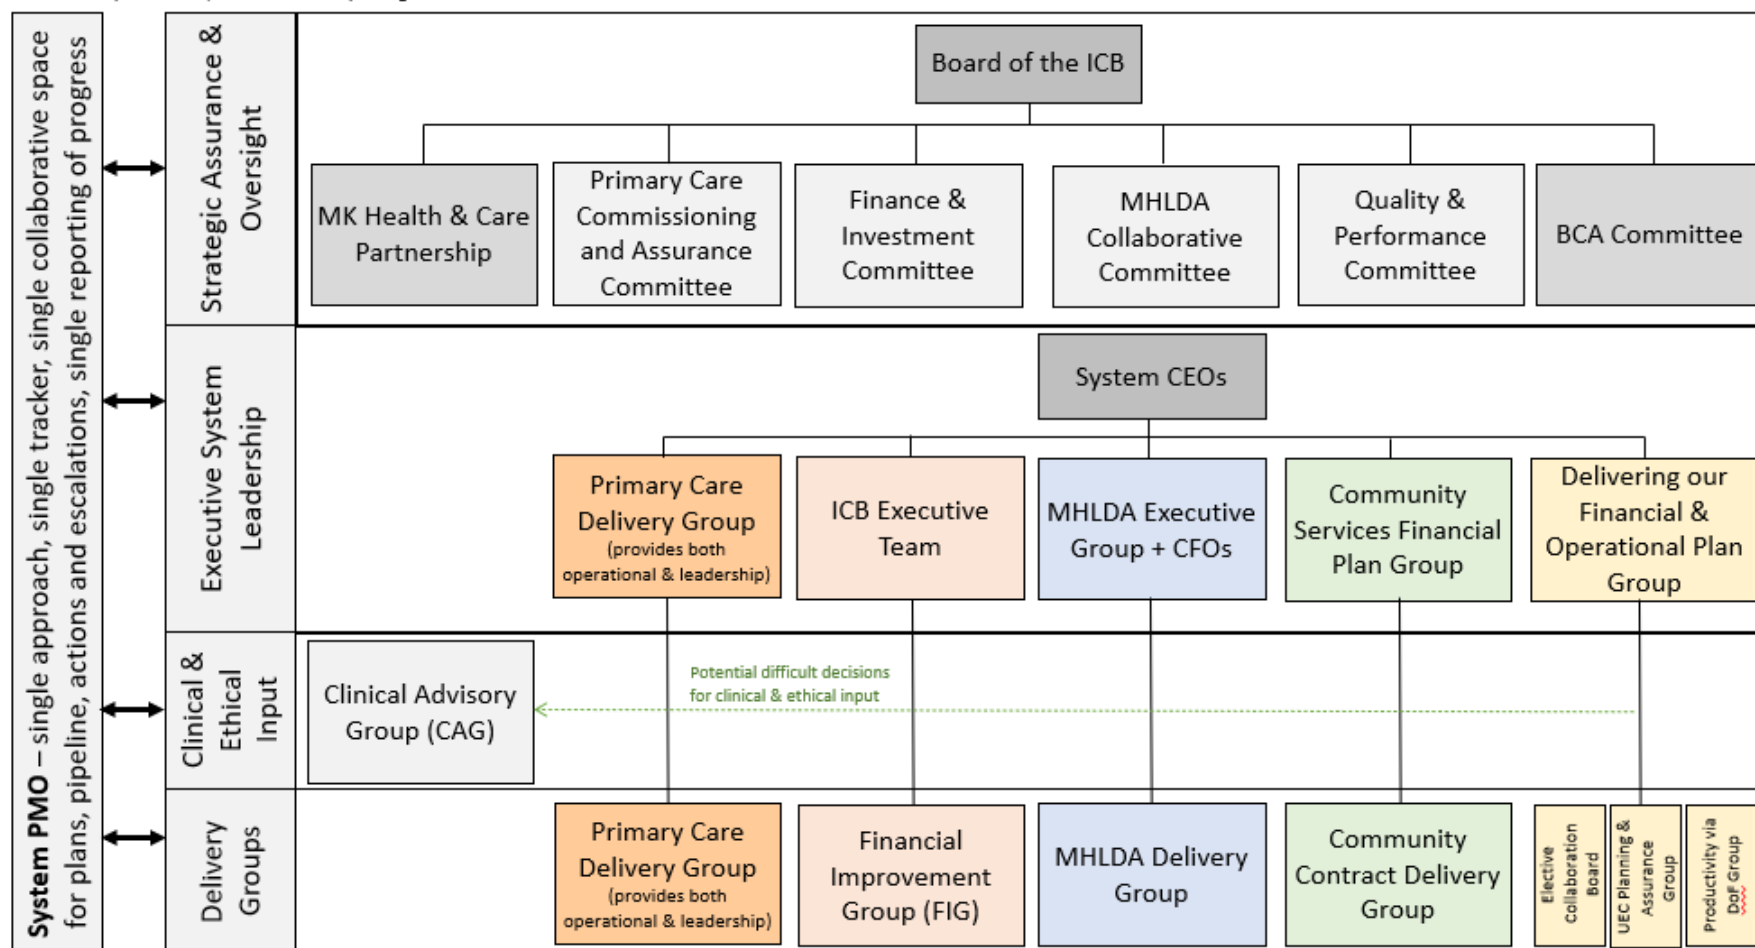 System PMO – single approach, single tracker, single collaborative space
for plans, pipeline, actions and escalations, single reporting of progress
Strategic Assurance &
Oversight
Board of the ICB
MK Health & Care
Partnership
Primary Care
Commissioning
and Assurance
Committee
Finance &
Investment
Committee
MHLDA
Collaborative
Committee
Quality &
Performance
Committee
BCA Committee
Executive System
Leadership
System CEOs
Primary Care
Delivery Group
(provides both
operational & leadership)
ICB Executive
Team
MHLDA Executive
Group + CFOs
Community
Services Financial
Plan Group
Delivering our
Financial &
Operational Plan
Group
Clinical &
Ethical
Input
Clinical Advisory
Group (CAG)
Potential difficult decisions
for clinical & ethical input
Delivery
Groups
Primary Care
Delivery Group
(provides both
operational & leadership)
Financial
Improvement
Group (FIG)
MHLDA Delivery
Group
Community
Contract Delivery
Group
Elective
Collaboration
Board
UEC Planning &
Assurance
Group
Productivity via
DoF Group